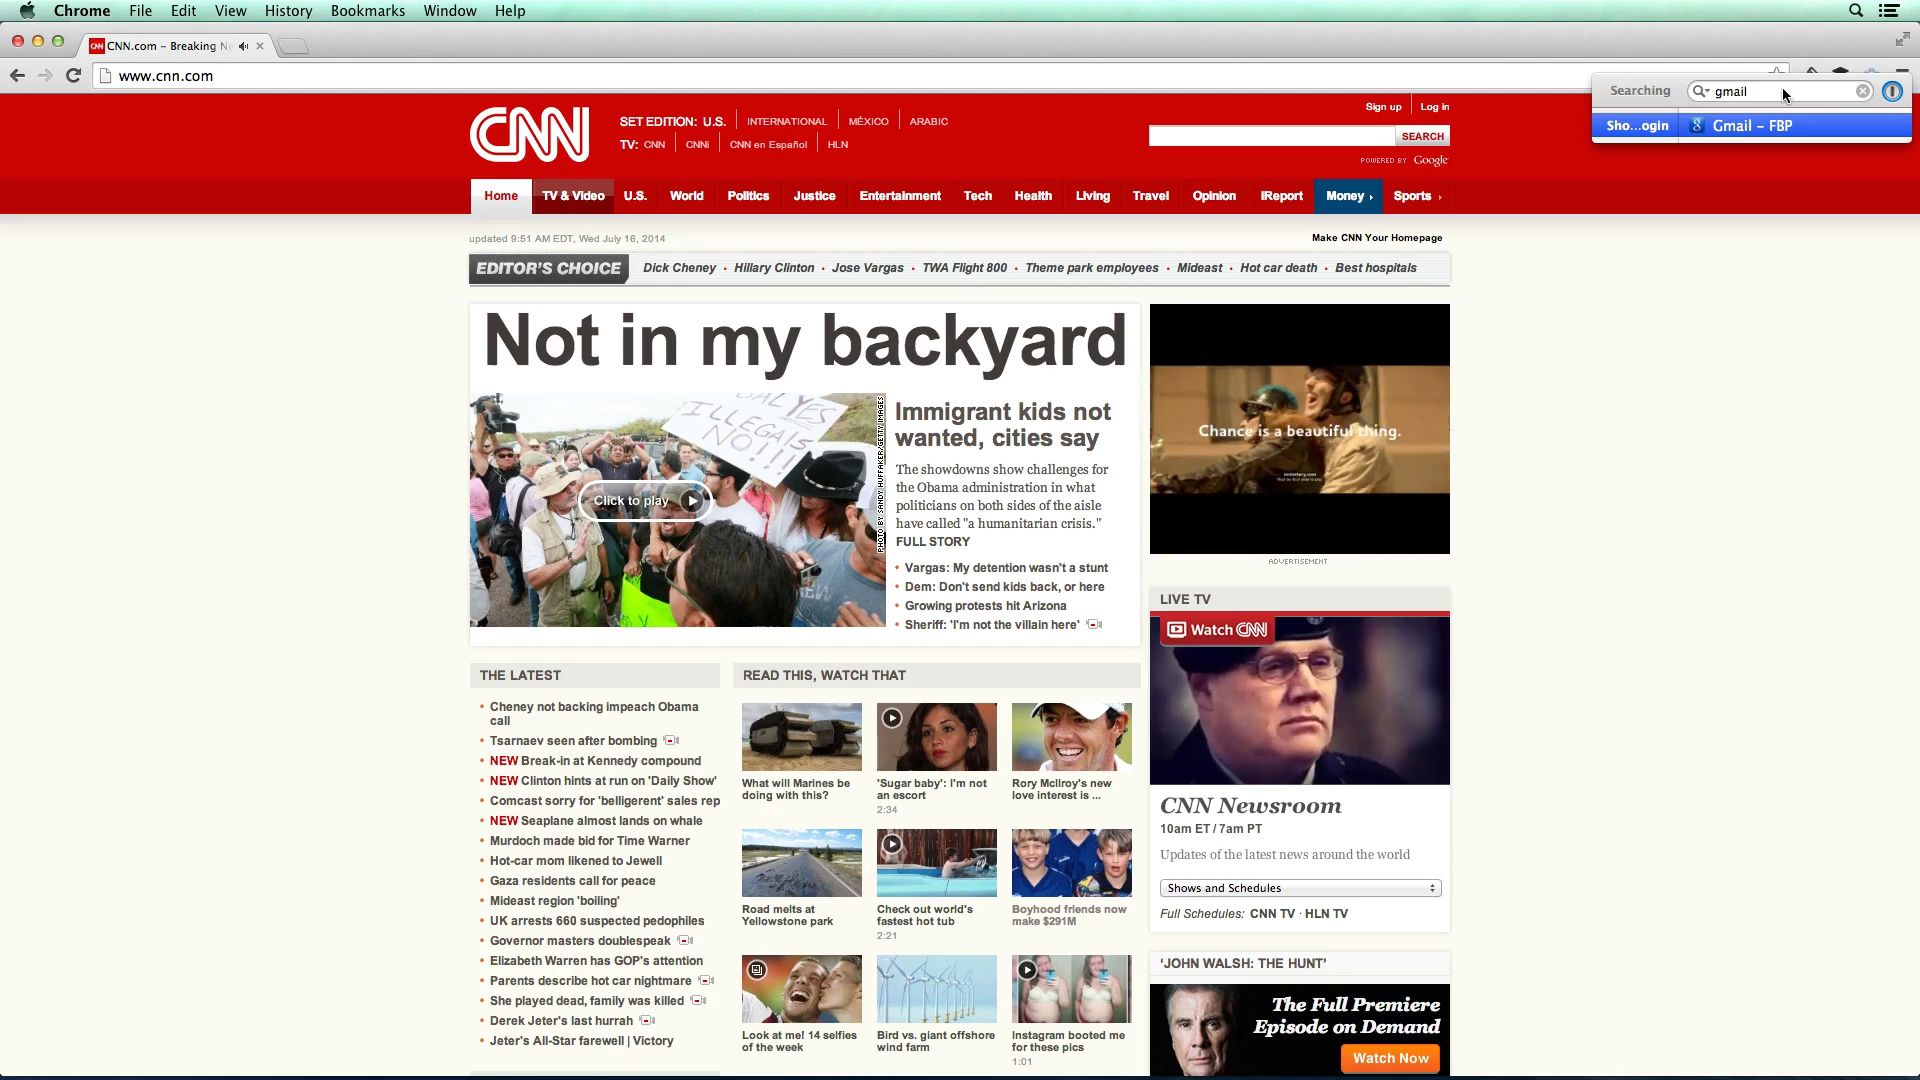 Chrome File Edit View History Bookmarks Window Help
CNN.com – Breaking Ne
www.cnn.com
Searching gmail
Sho...ogin Gmail – FBP
Sign up Log in
CNN
SET EDITION: U.S. INTERNATIONAL MÉXICO ARABIC
TV: CNN CNNi CNN en Español HLN
SEARCH
POWERED BY Google
Home TV & Video U.S. World Politics Justice Entertainment Tech Health Living Travel Opinion iReport Money Sports
updated 9:51 AM EDT, Wed July 16, 2014
Make CNN Your Homepage
EDITOR'S CHOICE Dick Cheney • Hillary Clinton • Jose Vargas • TWA Flight 800 • Theme park employees • Mideast • Hot car death • Best hospitals
Not in my backyard
YES
ILLEGALS
NO!!!
Click to play
PHOTO BY SANDY HUFFAKER/GETTY IMAGES
Immigrant kids not
wanted, cities say
The showdowns show challenges for
the Obama administration in what
politicians on both sides of the aisle
have called "a humanitarian crisis."
FULL STORY
• Vargas: My detention wasn't a stunt
• Dem: Don't send kids back, or here
• Growing protests hit Arizona
• Sheriff: 'I'm not the villain here'
Chance is a beautiful thing.
ADVERTISEMENT
LIVE TV
Watch CNN
CNN Newsroom
10am ET / 7am PT
Updates of the latest news around the world
Shows and Schedules
Full Schedules: CNN TV · HLN TV
'JOHN WALSH: THE HUNT'
The Full Premiere
Episode on Demand
Watch Now
THE LATEST
• Cheney not backing impeach Obama
call
• Tsarnaev seen after bombing
• NEW Break-in at Kennedy compound
• NEW Clinton hints at run on 'Daily Show'
• Comcast sorry for 'belligerent' sales rep
• NEW Seaplane almost lands on whale
• Murdoch made bid for Time Warner
• Hot-car mom likened to Jewell
• Gaza residents call for peace
• Mideast region 'boiling'
• UK arrests 660 suspected pedophiles
• Governor masters doublespeak
• Elizabeth Warren has GOP's attention
• Parents describe hot car nightmare
• She played dead, family was killed
• Derek Jeter's last hurrah
• Jeter's All-Star farewell | Victory
READ THIS, WATCH THAT
What will Marines be
doing with this?
'Sugar baby': I'm not
an escort
2:34
Rory McIlroy's new
love interest is ...
Road melts at
Yellowstone park
Check out world's
fastest hot tub
2:21
Boyhood friends now
make $291M
Look at me! 14 selfies
of the week
Bird vs. giant offshore
wind farm
Instagram booted me
for these pics
1:01